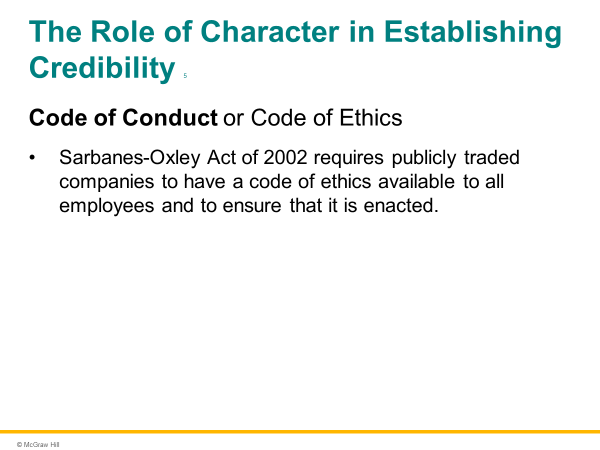 The Role of Character in Establishing
Credibility 5
Code of Conduct or Code of Ethics
• Sarbanes-Oxley Act of 2002 requires publicly traded
companies to have a code of ethics available to all
employees and to ensure that it is enacted.
© McGraw Hill